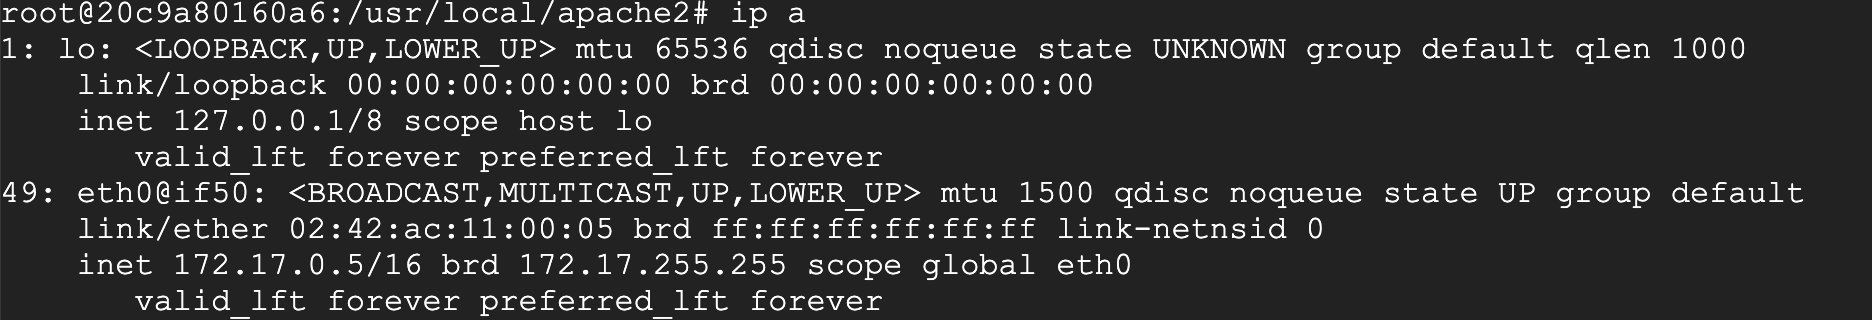 root@20c9a80160a6:/usr/local/apache2# ip a
1: lo: <LOOPBACK,UP,LOWER_UP> mtu 65536 qdisc noqueue state UNKNOWN group default qlen 1000
    link/loopback 00:00:00:00:00:00 brd 00:00:00:00:00:00
    inet 127.0.0.1/8 scope host lo
       valid_lft forever preferred_lft forever
49: eth0@if50: <BROADCAST,MULTICAST,UP,LOWER_UP> mtu 1500 qdisc noqueue state UP group default
    link/ether 02:42:ac:11:00:05 brd ff:ff:ff:ff:ff:ff link-netnsid 0
    inet 172.17.0.5/16 brd 172.17.255.255 scope global eth0
       valid_lft forever preferred_lft forever